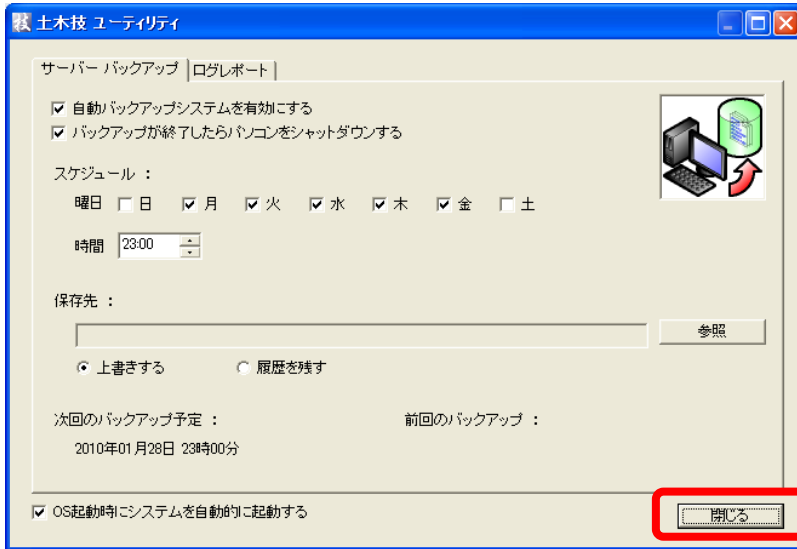 土木技 ユーティリティ
サーバー バックアップ ログレポート
自動バックアップシステムを有効にする
バックアップが終了したらパソコンをシャットダウンする
スケジュール :
曜日 日 月 火 水 木 金 土
時間 23:00
保存先 :
参照
上書きする 履歴を残す
次回のバックアップ予定 : 前回のバックアップ :
2010年01月28日 23時00分
OS起動時にシステムを自動的に起動する
閉じる